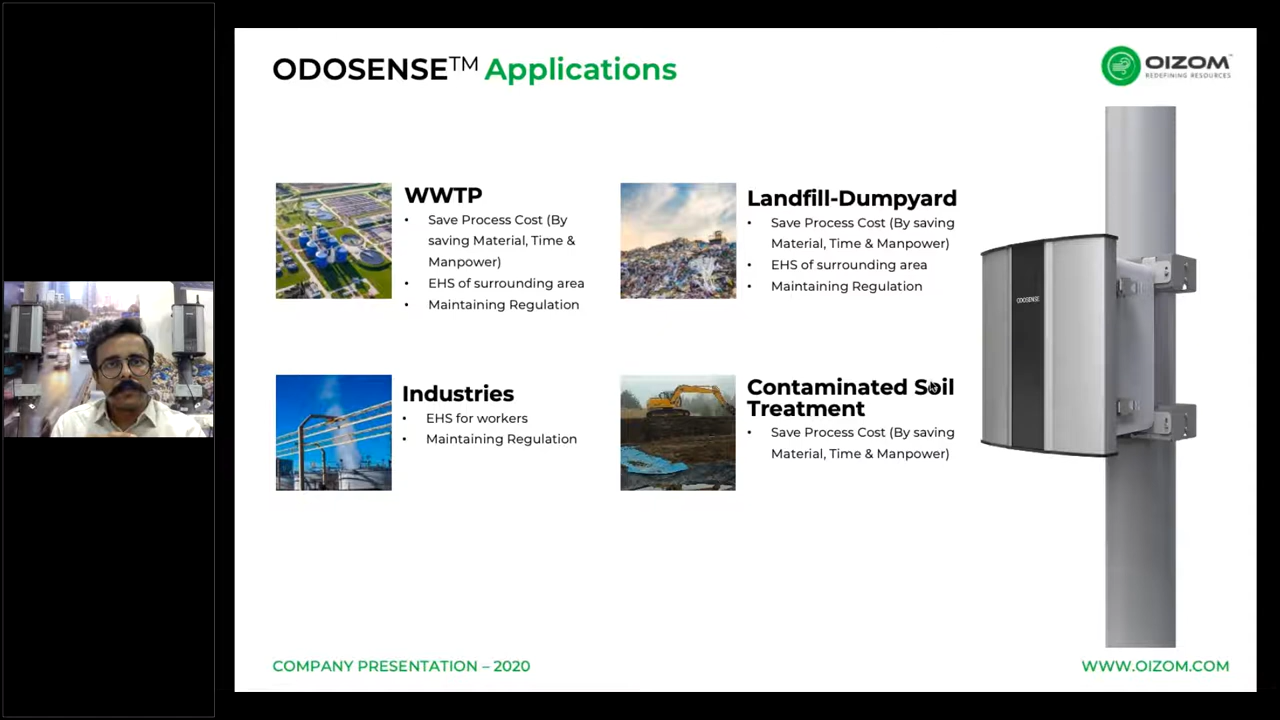 ODOSENSE™ Applications
OIZOM™
REDEFINING RESOURCES
WWTP
• Save Process Cost (By
saving Material, Time &
Manpower)
• EHS of surrounding area
• Maintaining Regulation
Landfill-Dumpyard
• Save Process Cost (By saving
Material, Time & Manpower)
• EHS of surrounding area
• Maintaining Regulation
ODOSENSE
Industries
• EHS for workers
• Maintaining Regulation
Contaminated Soil
Treatment
• Save Process Cost (By saving
Material, Time & Manpower)
COMPANY PRESENTATION – 2020
WWW.OIZOM.COM